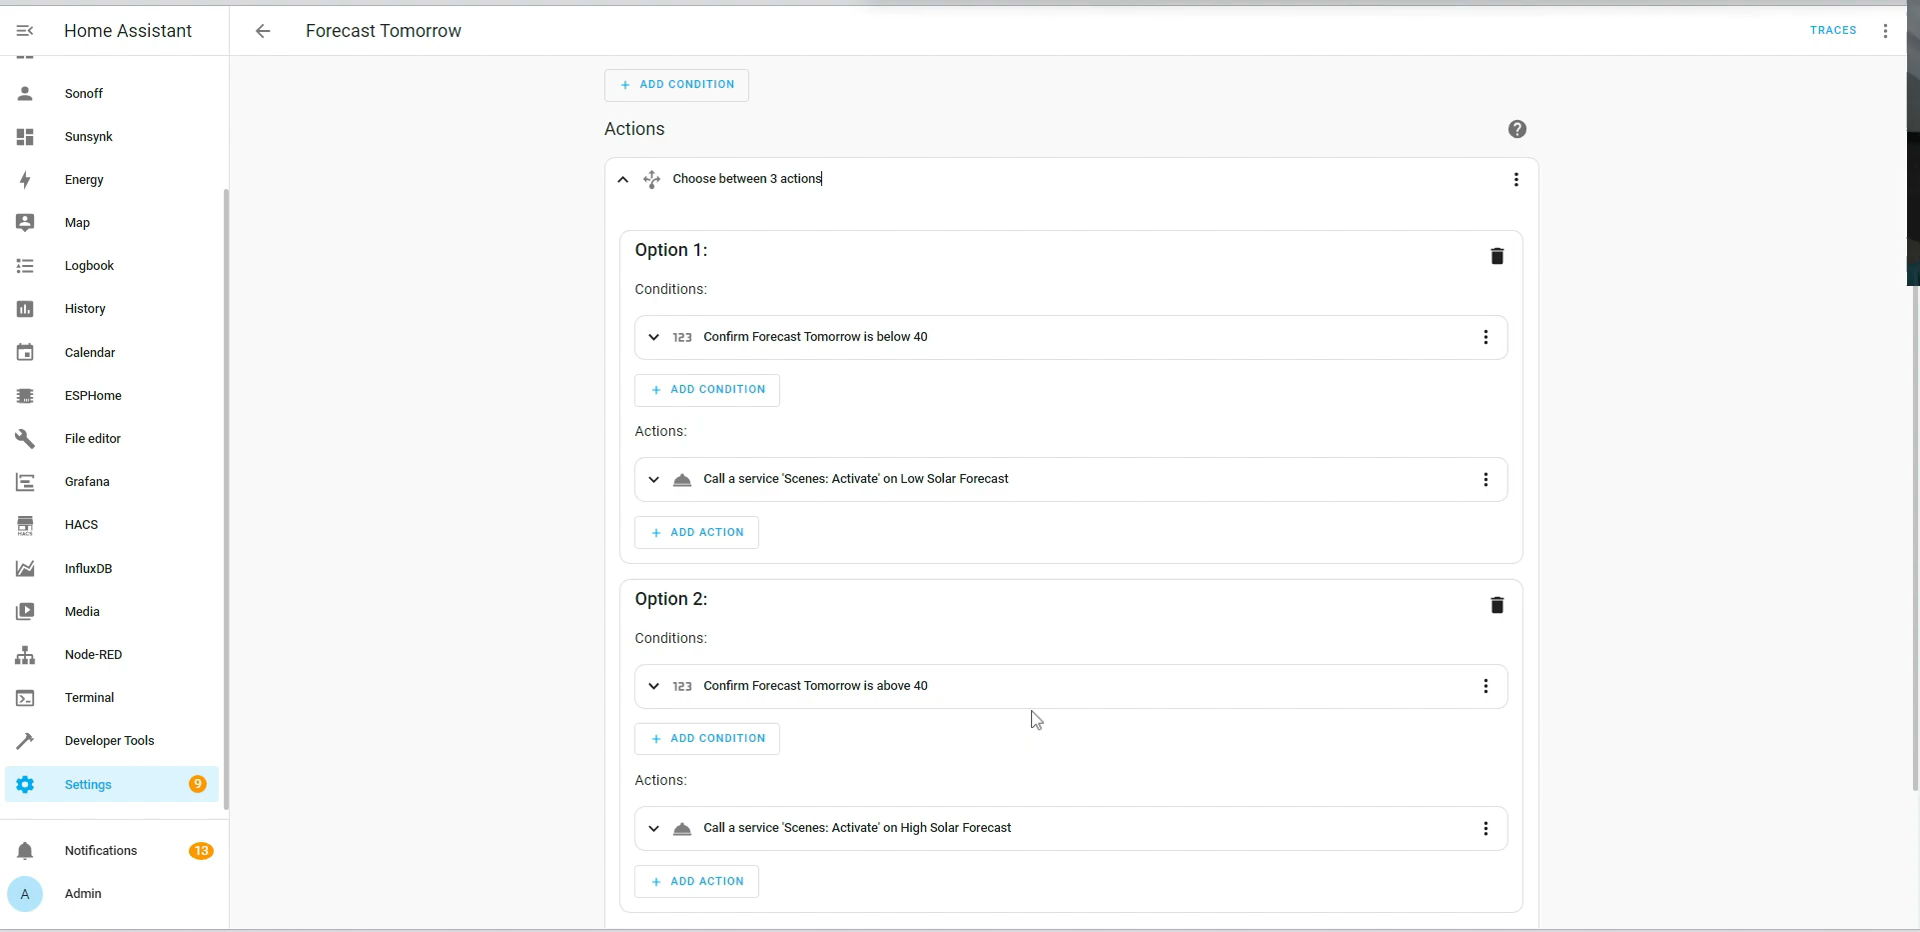 Home Assistant
Forecast Tomorrow
TRACES
Sonoff
Sunsynk
Energy
Map
Logbook
History
Calendar
ESPHome
File editor
Grafana
HACS
HACS
InfluxDB
Media
Node-RED
Terminal
Developer Tools
Settings
9
Notifications
13
A
Admin
+ ADD CONDITION
Actions
?
Choose between 3 actions
Option 1:
Conditions:
123 Confirm Forecast Tomorrow is below 40
+ ADD CONDITION
Actions:
Call a service 'Scenes: Activate' on Low Solar Forecast
+ ADD ACTION
Option 2:
Conditions:
123 Confirm Forecast Tomorrow is above 40
+ ADD CONDITION
Actions:
Call a service 'Scenes: Activate' on High Solar Forecast
+ ADD ACTION